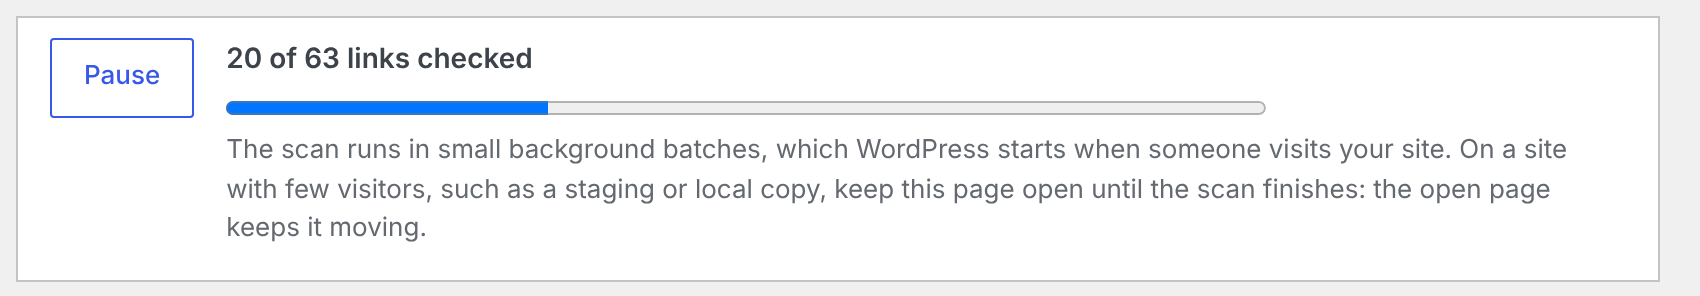 Pause
20 of 63 links checked
The scan runs in small background batches, which WordPress starts when someone visits your site. On a site
with few visitors, such as a staging or local copy, keep this page open until the scan finishes: the open page
keeps it moving.